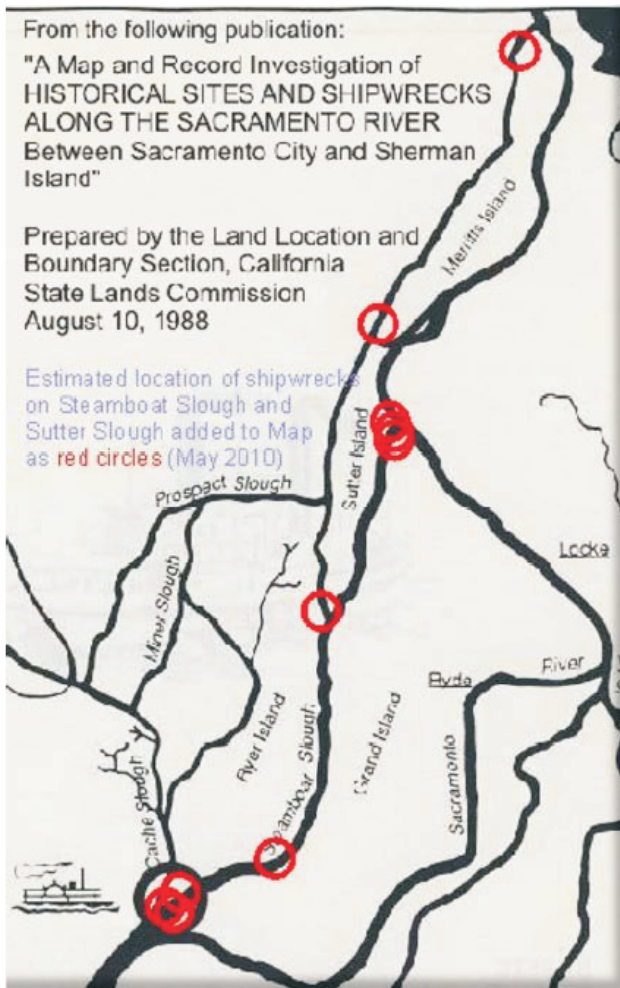 From the following publication:
"A Map and Record Investigation of
HISTORICAL SITES AND SHIPWRECKS
ALONG THE SACRAMENTO RIVER
Between Sacramento City and Sherman
Island"
Prepared by the Land Location and
Boundary Section, California
State Lands Commission
August 10, 1988
Estimated location of shipwrecks
on Steamboat Slough and
Sutter Slough added to Map
as red circles (May 2010)
Merritts Island
Sutter Island
Prospect Slough
Locke
Miner Slough
River
Ryde
Ryer Island
Steamboat Slough
Grand Island
Sacramento
Cache Slough